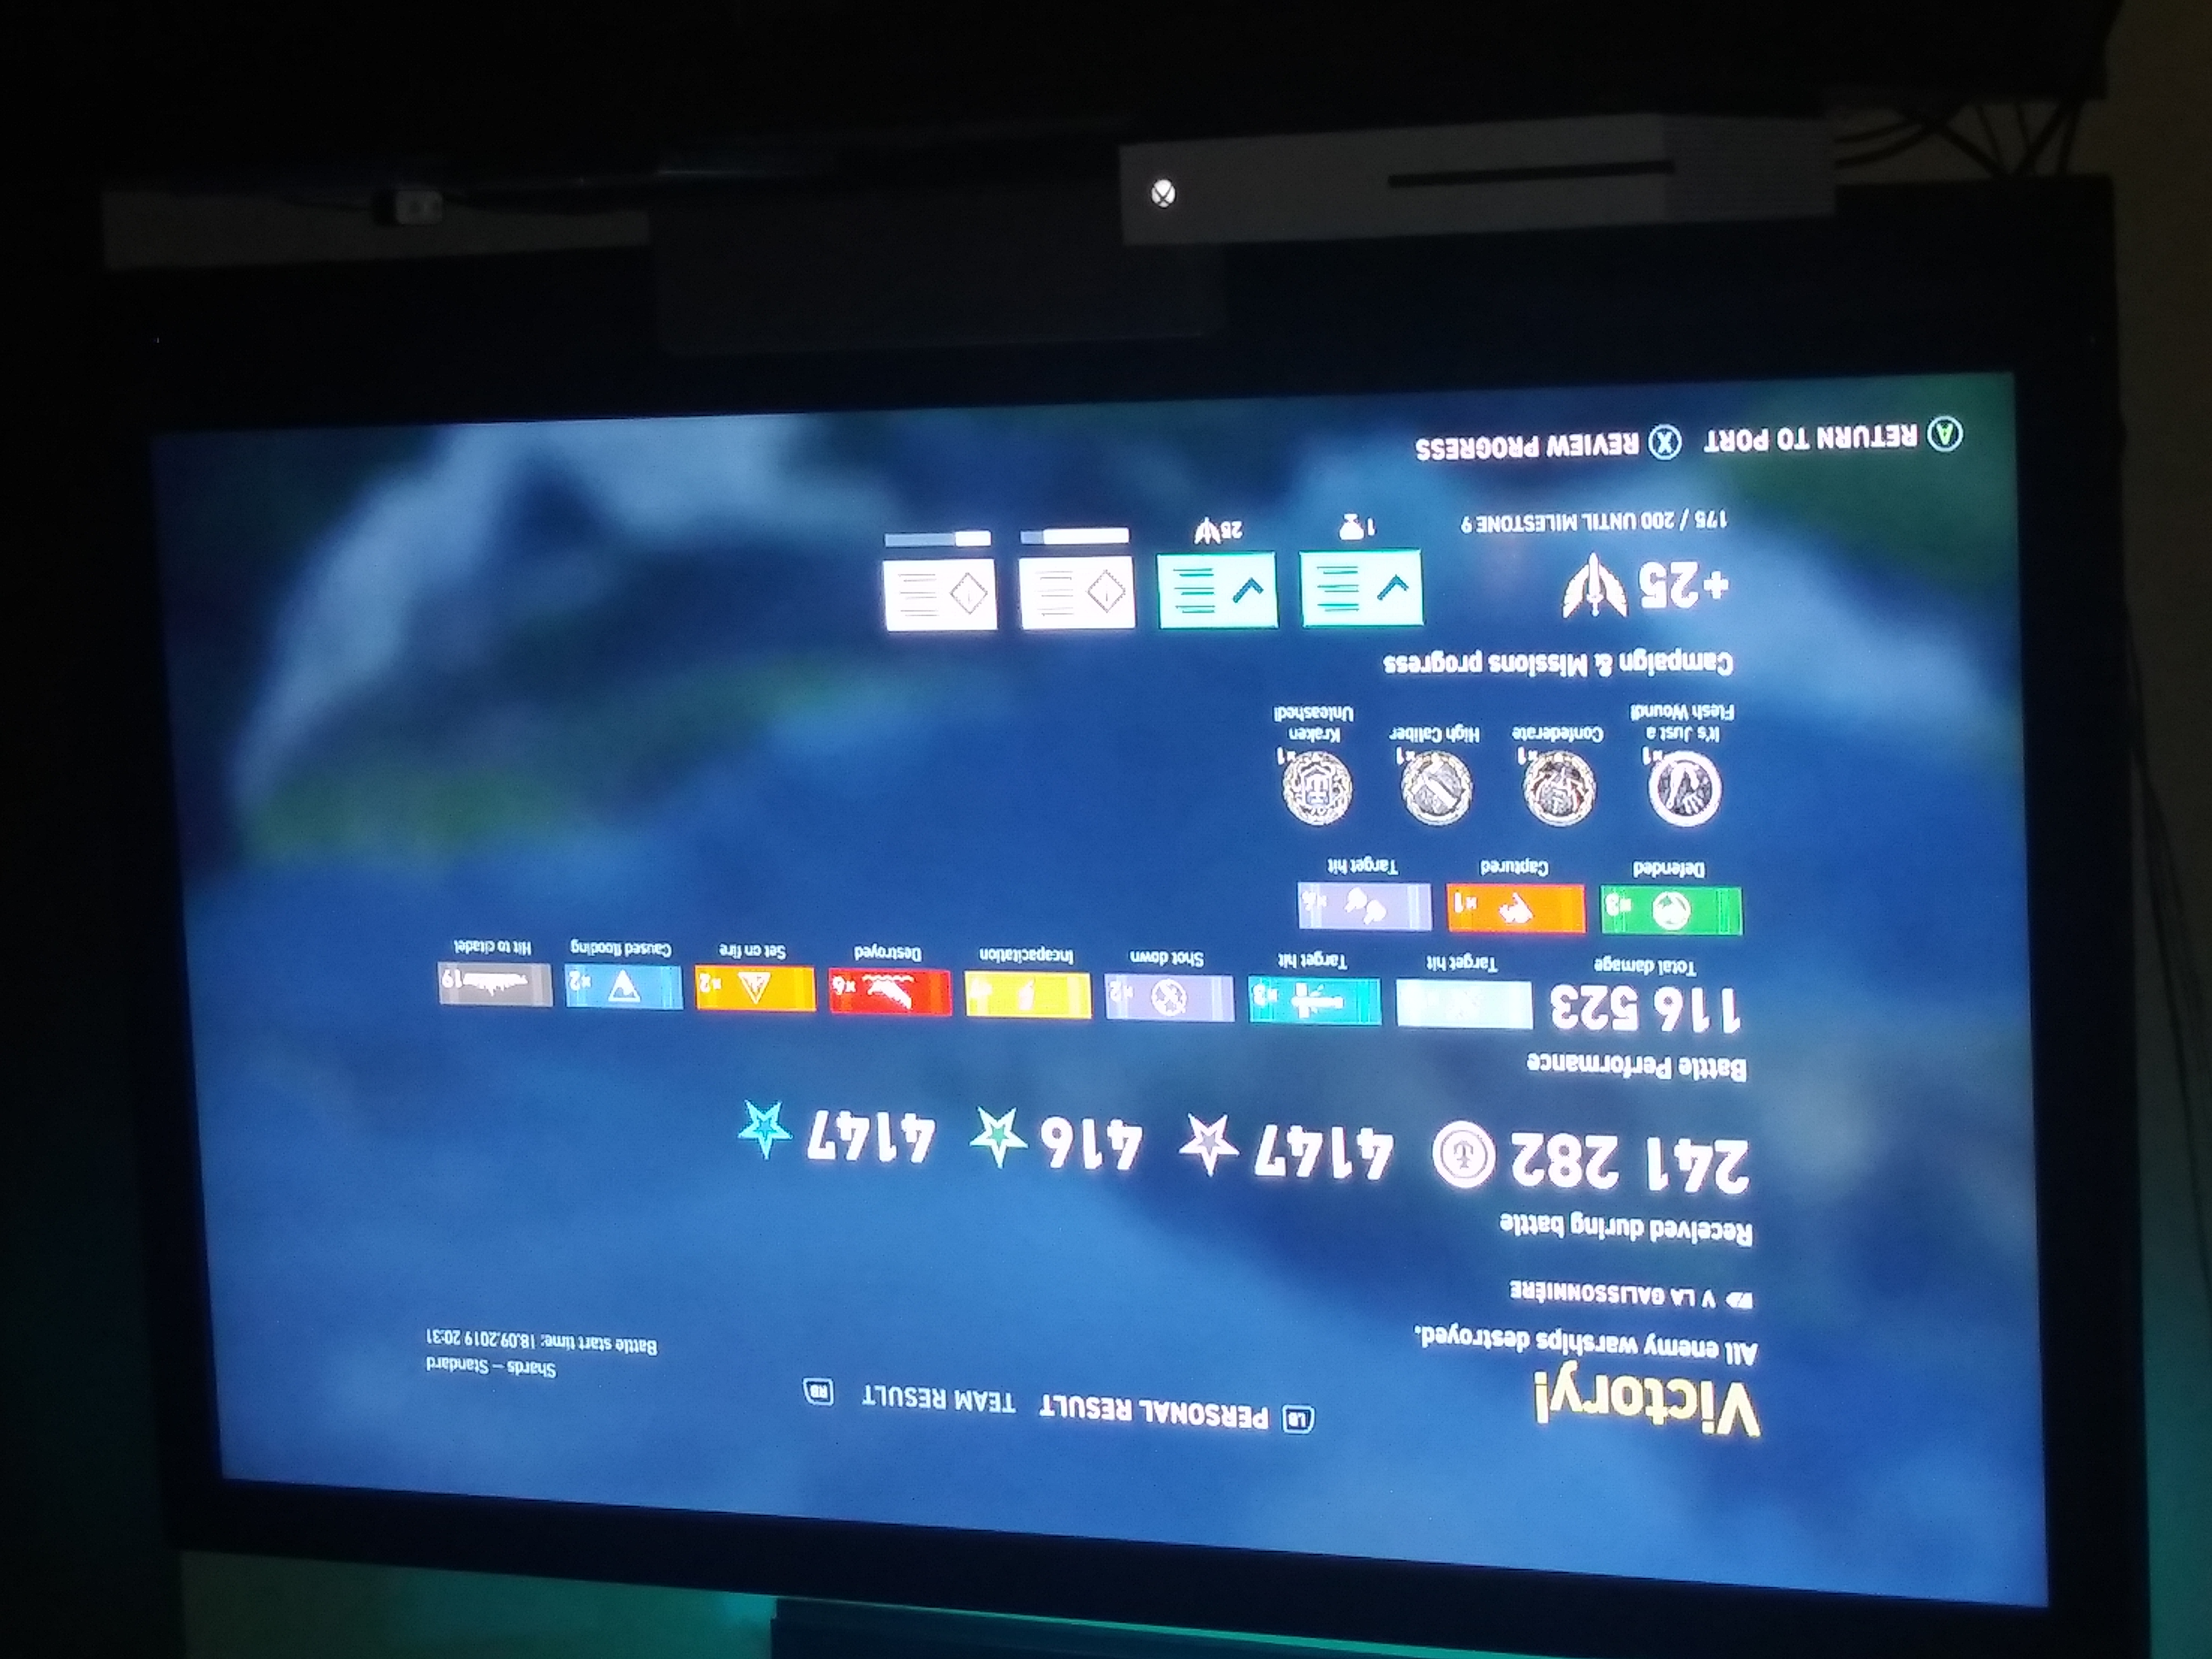 Victory!
LB PERSONAL RESULT TEAM RESULT RB
All enemy warships destroyed.
Shards – Standard
Battle start time: 18.09.2019 20:31
V LA GALISSONNIÈRE
Received during battle
241 282 4147 416 4147
Battle Performance
116 523 ×3 ×2 ×6 ×2 ×2 19
Total damage Target hit Target hit Shot down Incapacitation Destroyed Set on fire Caused flooding Hit to citadel
×3 ×1
Defended Captured Target hit
×1 ×1 ×1 ×1
It's Just a Flesh Wound! Confederate High Caliber Kraken Unleashed!
Campaign & Missions progress
+25
175 / 200 UNTIL MILESTONE 9 1 25
A RETURN TO PORT X REVIEW PROGRESS